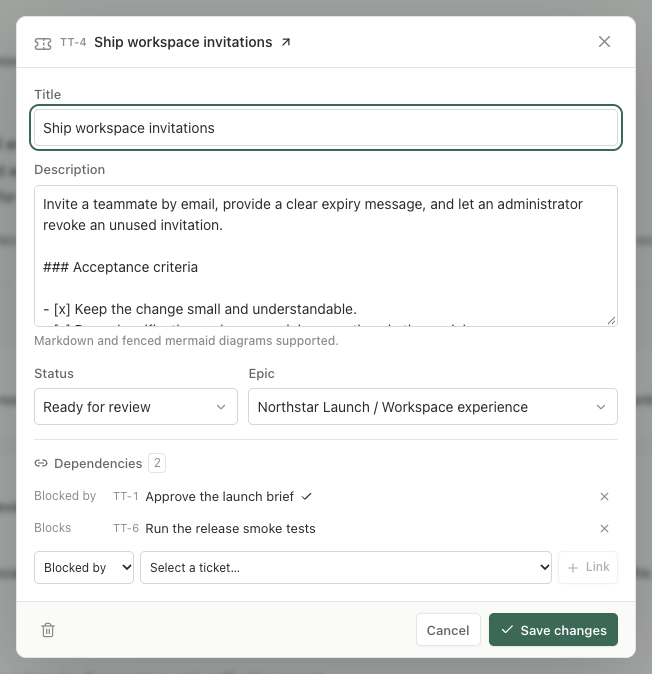 TT-4 Ship workspace invitations
Title
Ship workspace invitations
Description
Invite a teammate by email, provide a clear expiry message, and let an administrator
revoke an unused invitation.
### Acceptance criteria
- [x] Keep the change small and understandable.
Markdown and fenced mermaid diagrams supported.
Status
Epic
Ready for review
Northstar Launch / Workspace experience
Dependencies 2
Blocked by TT-1 Approve the launch brief
Blocks TT-6 Run the release smoke tests
Blocked by Select a ticket... Link
Cancel Save changes